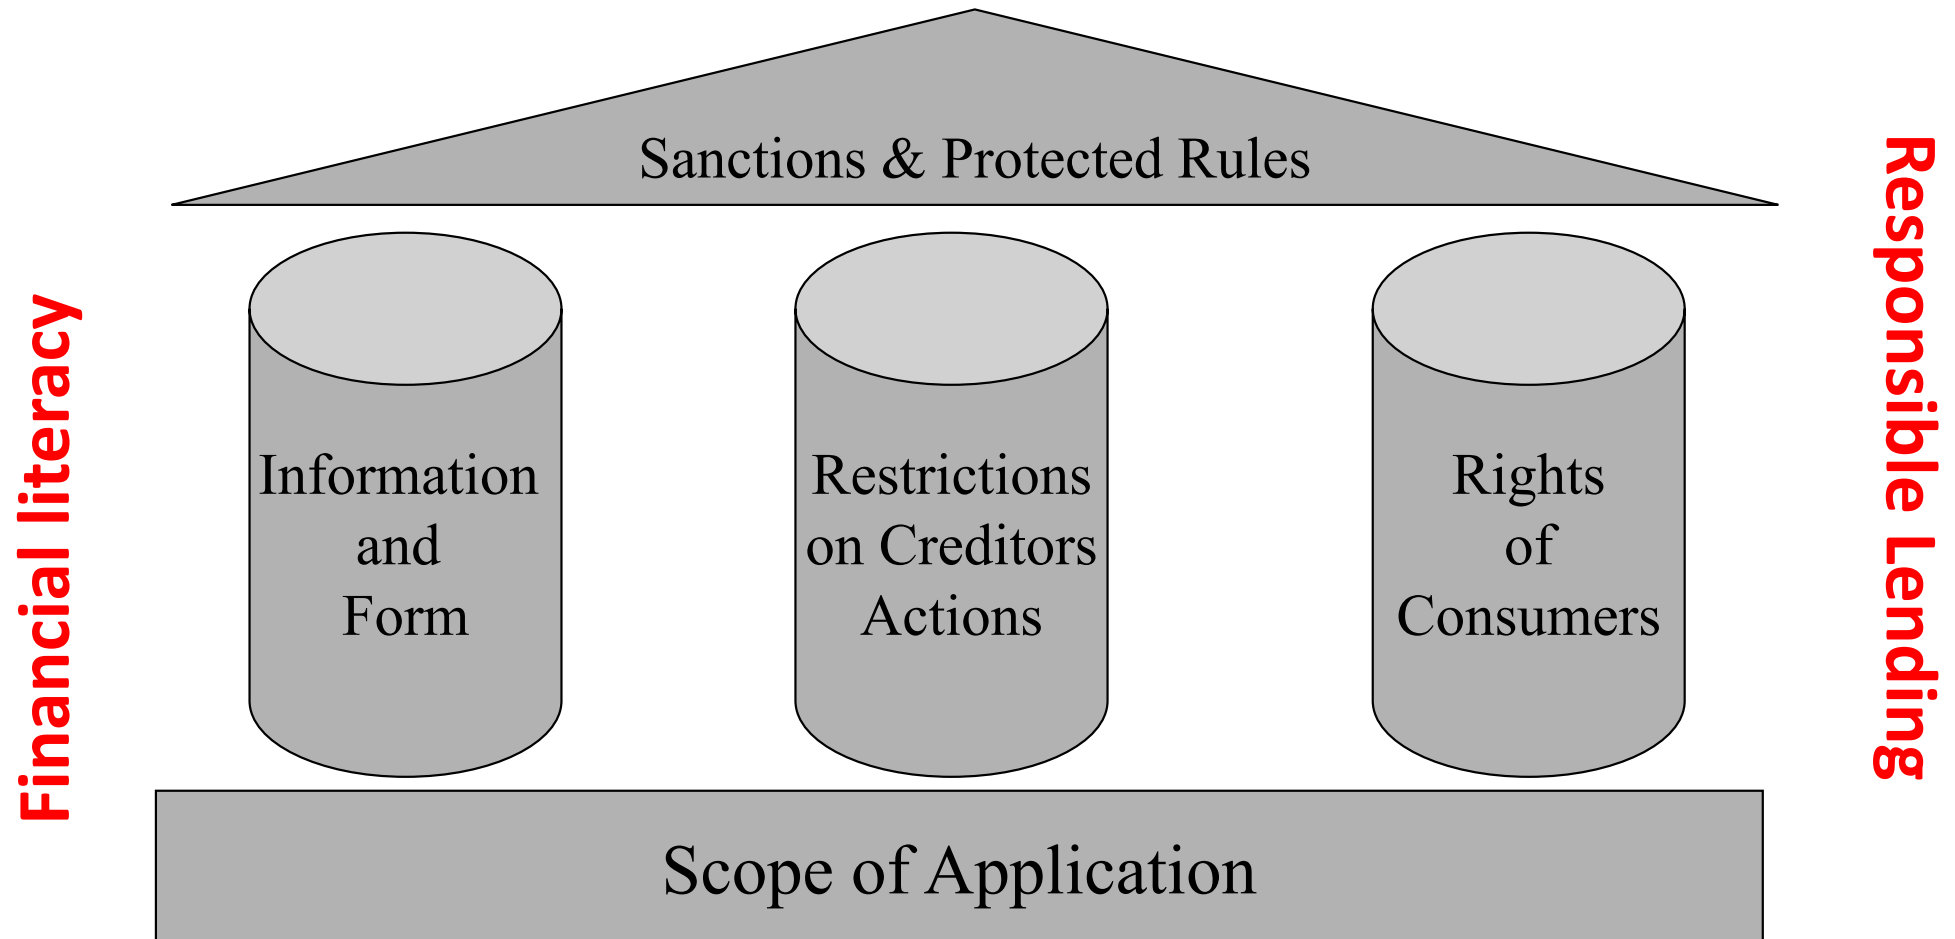 Sanctions & Protected Rules
Financial literacy
Information
and
Form
Restrictions
on Creditors
Actions
Rights
of
Consumers
Responsible Lending
Scope of Application